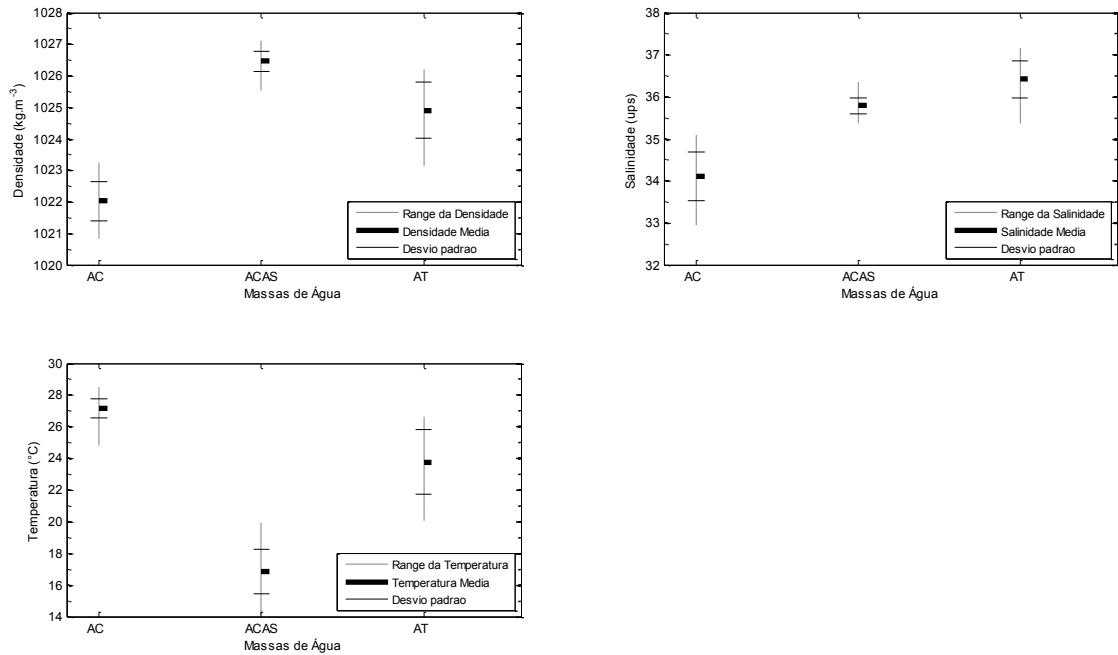 1028
1027
1026
1025
1024
1023
1022
1021
1020
Densidade (kg.m⁻³)
AC ACAS AT
Massas de Água
Range da Densidade
Densidade Media
Desvio padrao
38
37
36
35
34
33
32
Salinidade (ups)
AC ACAS AT
Massas de Água
Range da Salinidade
Salinidade Media
Desvio padrao
30
28
26
24
22
20
18
16
14
Temperatura (°C)
AC ACAS AT
Massas de Água
Range da Temperatura
Temperatura Media
Desvio padrao